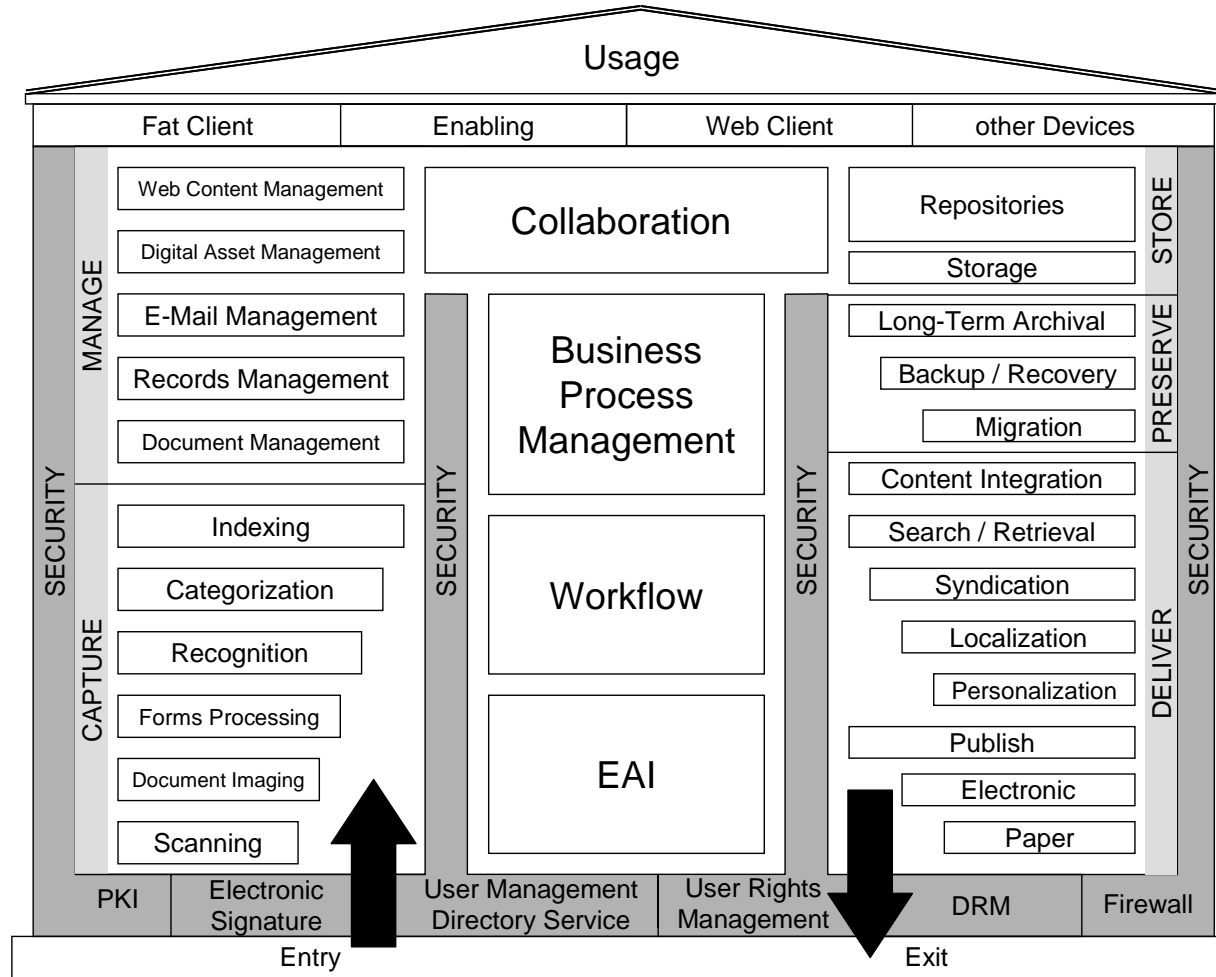 Usage
Fat Client
Enabling
Web Client
other Devices
SECURITY
MANAGE
Web Content Management
Digital Asset Management
E-Mail Management
Records Management
Document Management
CAPTURE
Indexing
Categorization
Recognition
Forms Processing
Document Imaging
Scanning
Collaboration
SECURITY
Business
Process
Management
Workflow
EAI
SECURITY
Repositories
Storage
STORE
Long-Term Archival
Backup / Recovery
Migration
PRESERVE
Content Integration
Search / Retrieval
Syndication
Localization
Personalization
Publish
Electronic
Paper
DELIVER
SECURITY
PKI
Electronic
Signature
User Management
Directory Service
User Rights
Management
DRM
Firewall
Entry
Exit